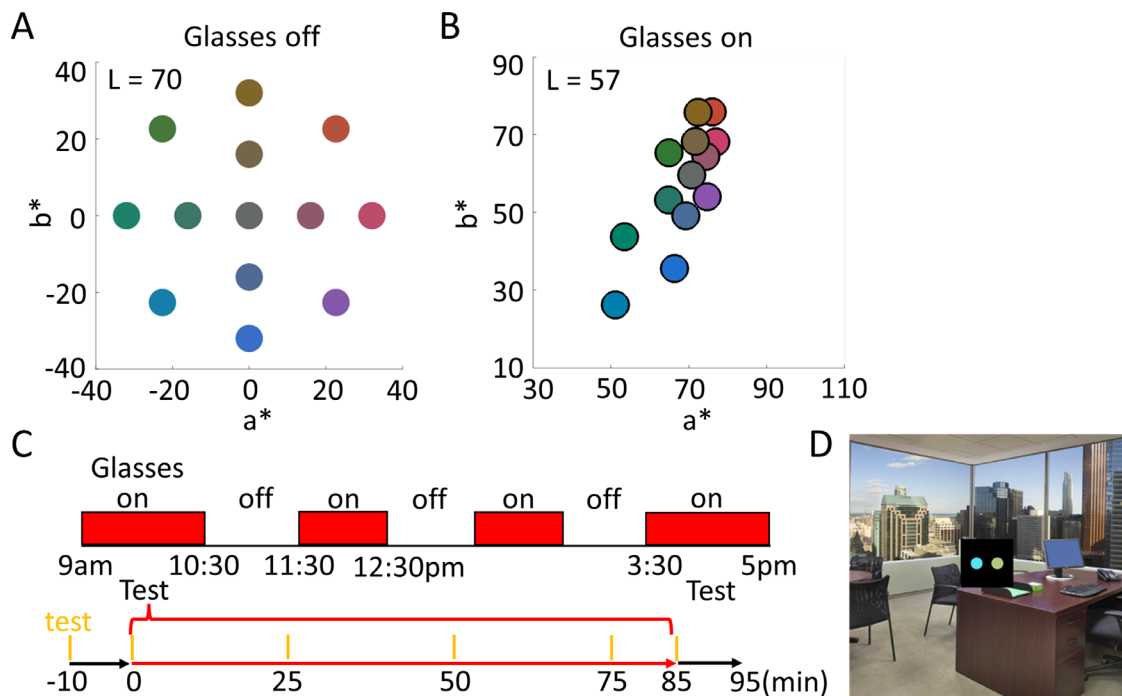 A
Glasses off
L = 70
40
20
0
-20
-40
b*
-40
-20
0
20
40
a*
B
Glasses on
L = 57
90
70
50
30
10
b*
30
50
70
90
110
a*
C
Glasses
on off on off on off on
9am 10:30 11:30 12:30pm 3:30 5pm
Test Test
test
-10 0 25 50 75 85 95(min)
D